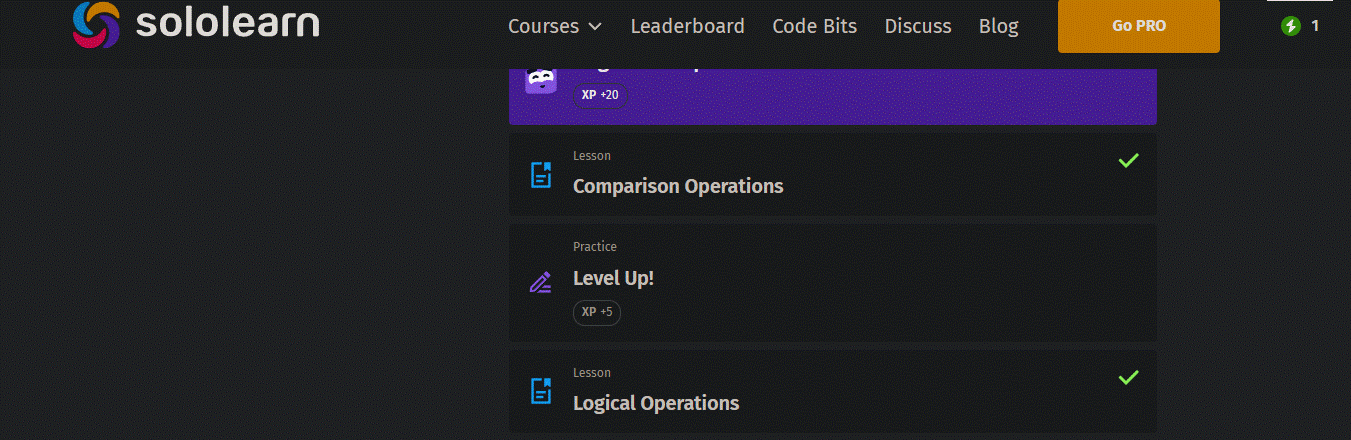 sololearn
Courses Leaderboard Code Bits Discuss Blog Go PRO 1
XP +20
Lesson
Comparison Operations
Practice
Level Up!
XP +5
Lesson
Logical Operations